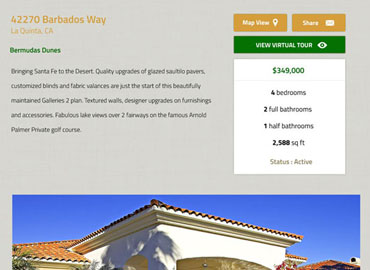 42270 Barbados Way
La Quinta, CA
Bermudas Dunes
Bringing Santa Fe to the Desert. Quality upgrades of glazed saultilo pavers,
customized blinds and fabric valances are just the start of this beautifully
maintained Galleries 2 plan. Textured walls, designer upgrades on furnishings
and accessories. Fabulous lake views over 2 fairways on the famous Arnold
Palmer Private golf course.
Map View
Share
VIEW VIRTUAL TOUR
$349,000
4 bedrooms
2 full bathrooms
1 half bathrooms
2,588 sq ft
Status : Active